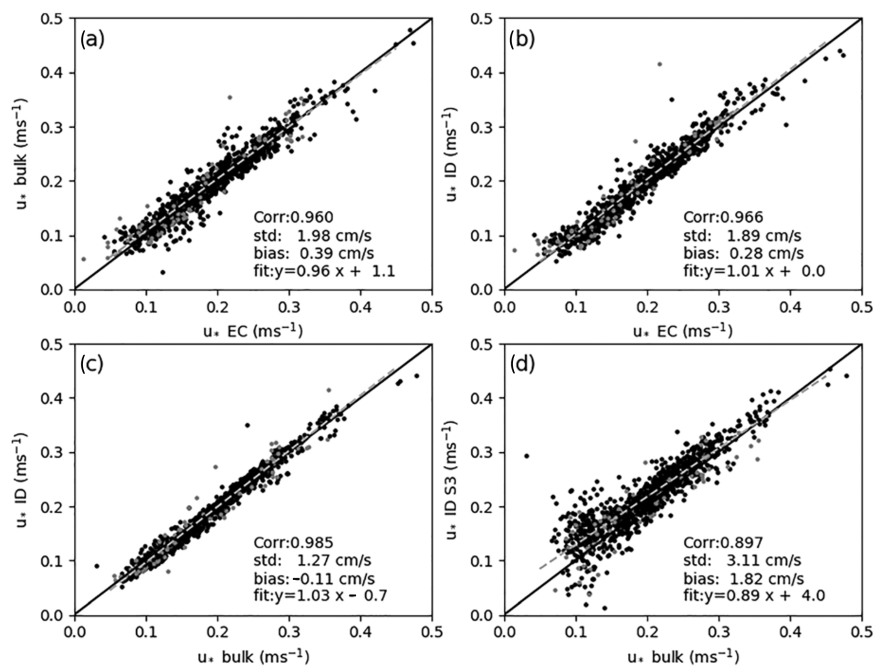 (a)
0.5
0.4
0.3
0.2
0.1
0.0
u* bulk (ms−1)
Corr:0.960
std: 1.98 cm/s
bias: 0.39 cm/s
fit:y=0.96 x + 1.1
0.0 0.1 0.2 0.3 0.4 0.5
u* EC (ms−1)
(b)
0.5
0.4
0.3
0.2
0.1
0.0
u* ID (ms−1)
Corr:0.966
std: 1.89 cm/s
bias: 0.28 cm/s
fit:y=1.01 x + 0.0
0.0 0.1 0.2 0.3 0.4 0.5
u* EC (ms−1)
(c)
0.5
0.4
0.3
0.2
0.1
0.0
u* ID (ms−1)
Corr:0.985
std: 1.27 cm/s
bias:−0.11 cm/s
fit:y=1.03 x − 0.7
0.0 0.1 0.2 0.3 0.4 0.5
u* bulk (ms−1)
(d)
0.5
0.4
0.3
0.2
0.1
0.0
u* ID S3 (ms−1)
Corr:0.897
std: 3.11 cm/s
bias: 1.82 cm/s
fit:y=0.89 x + 4.0
0.0 0.1 0.2 0.3 0.4 0.5
u* bulk (ms−1)